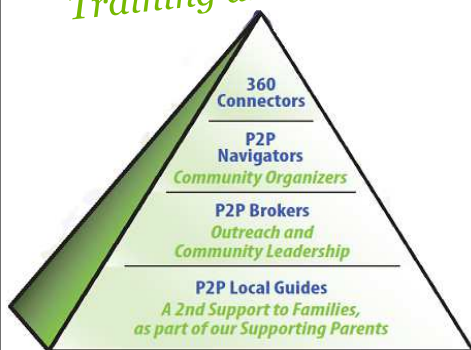 Training
360
Connectors
P2P
Navigators
Community Organizers
P2P Brokers
Outreach and
Community Leadership
P2P Local Guides
A 2nd Support to Families,
as part of our Supporting Parents